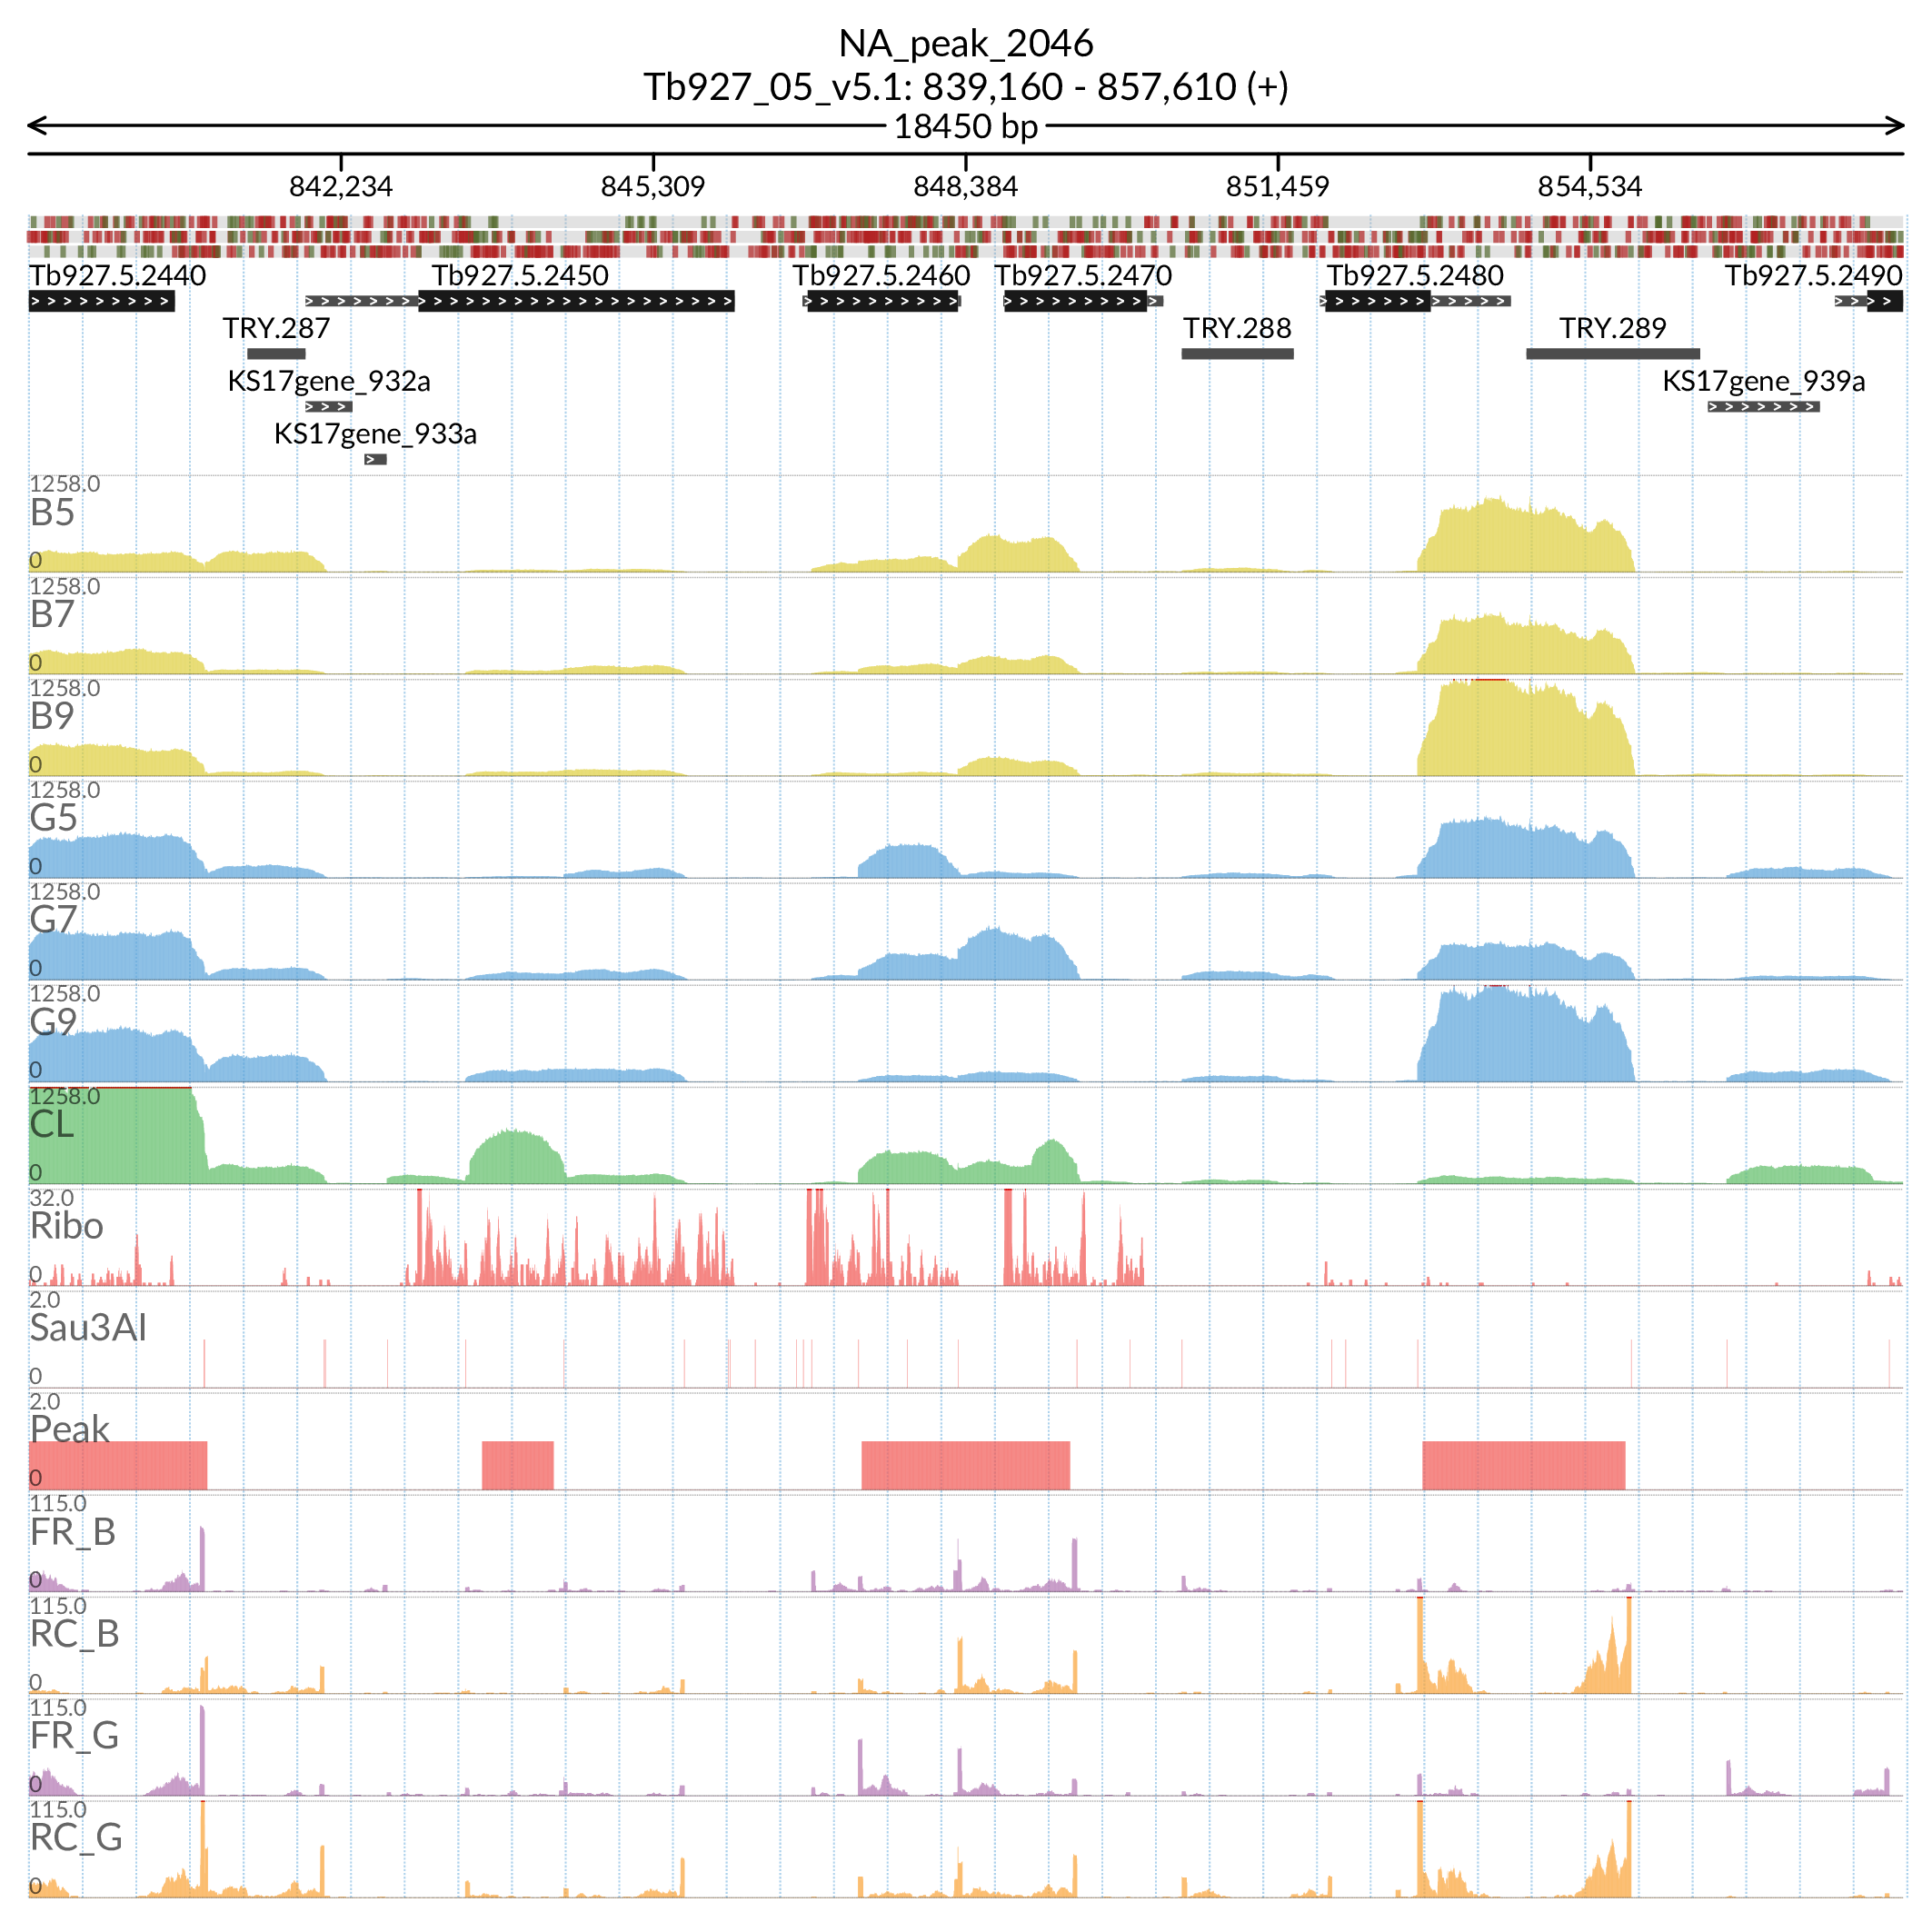 NA_peak_2046
Tb927_05_v5.1: 839,160 - 857,610 (+)
18450 bp
842,234 845,309 848,384 851,459 854,534
Tb927.5.2440 Tb927.5.2450 Tb927.5.2460 Tb927.5.2470 Tb927.5.2480 Tb927.5.2490
TRY.287 TRY.288 TRY.289
KS17gene_932a KS17gene_939a
KS17gene_933a
1258.0
B5
0
1258.0
B7
0
1258.0
B9
0
1258.0
G5
0
1258.0
G7
0
1258.0
G9
0
1258.0
CL
0
32.0
Ribo
0
2.0
Sau3AI
0
2.0
Peak
0
115.0
FR_B
0
115.0
RC_B
0
115.0
FR_G
0
115.0
RC_G
0